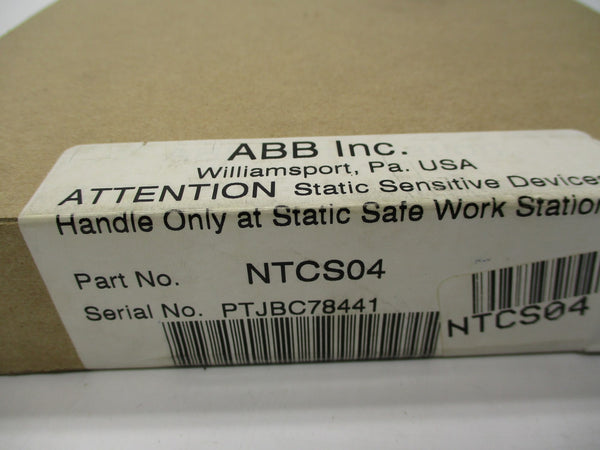 ABB Inc.
Williamsport, Pa. USA
ATTENTION Static Sensitive Devices
Handle Only at Static Safe Work Station
Part No. NTCS04
Serial No. PTJBC78441
NTCS04